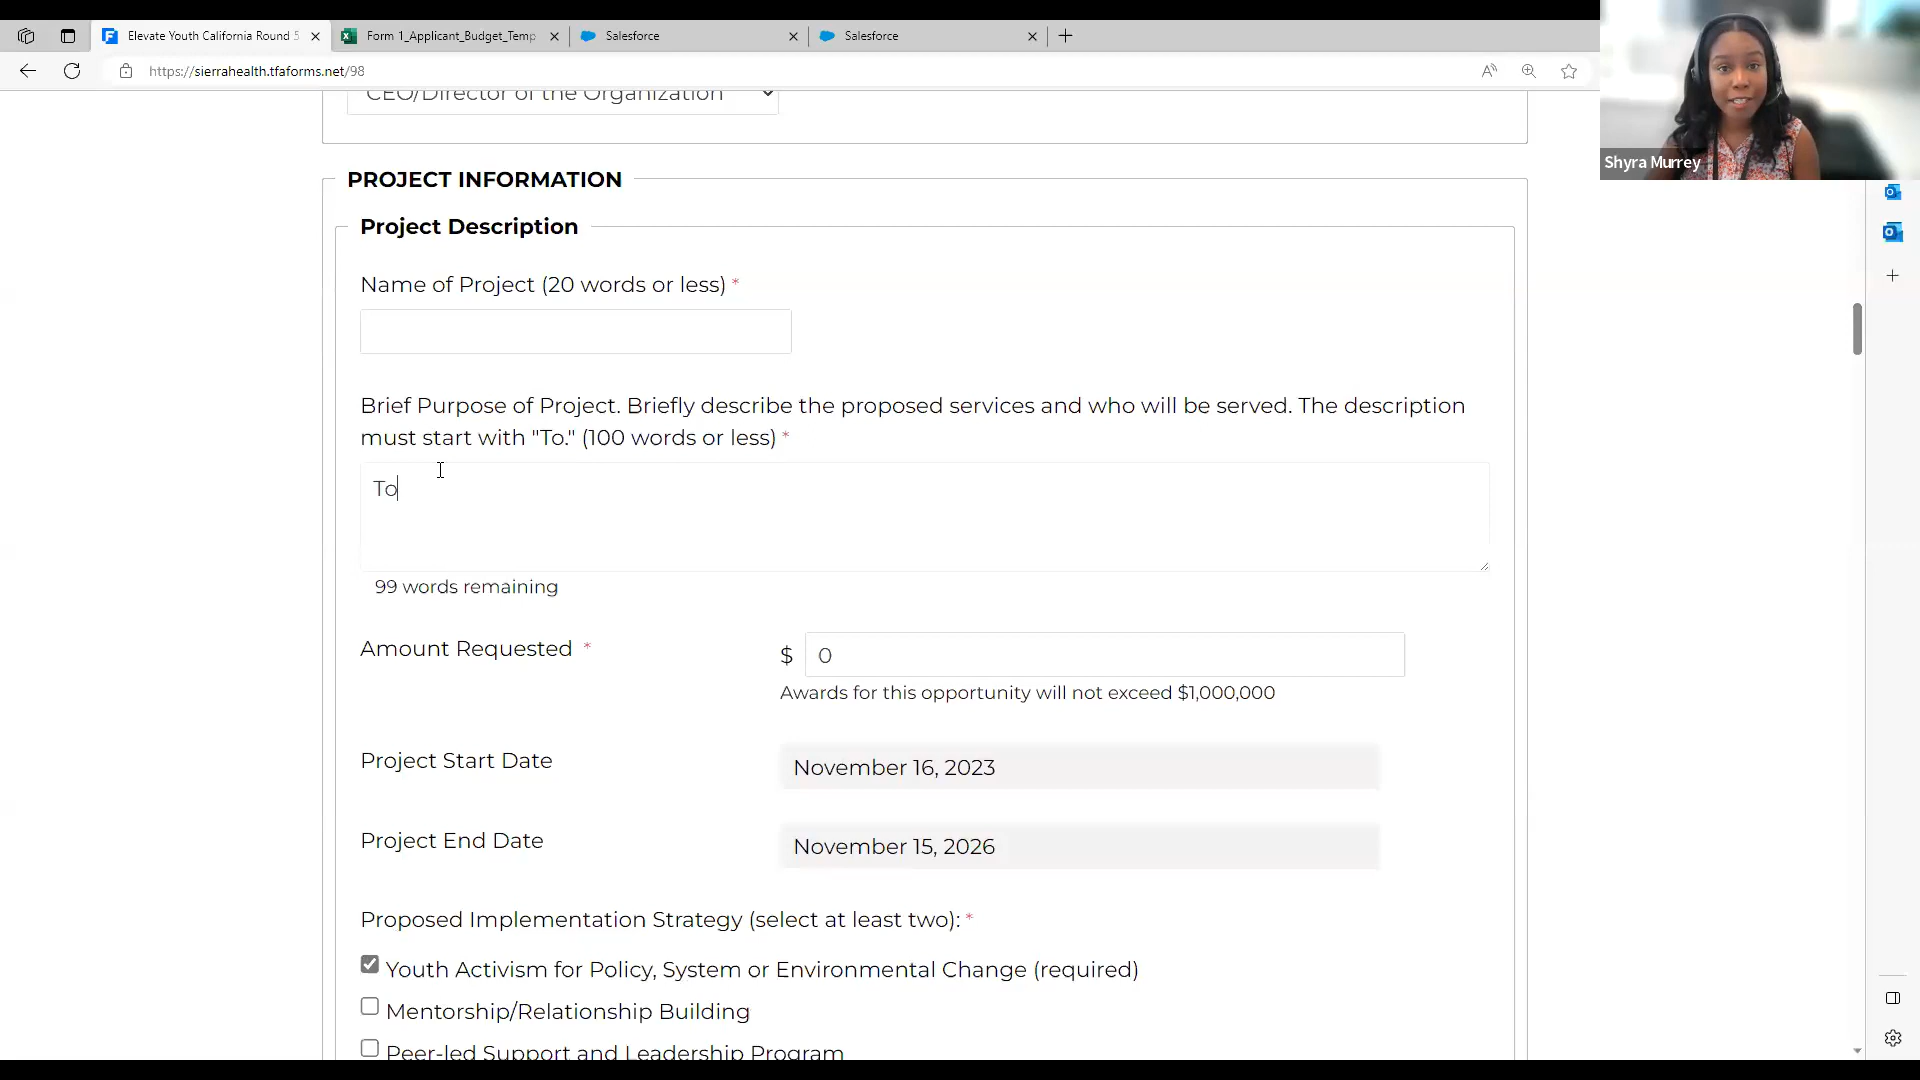 Elevate Youth California Round 5
Form 1_Applicant_Budget_Temp
Salesforce
Salesforce
https://sierrahealth.tfaforms.net/98
Shyra Murrey
CEO/Director of the Organization
PROJECT INFORMATION
Project Description
Name of Project (20 words or less) *
Brief Purpose of Project. Briefly describe the proposed services and who will be served. The description
must start with "To." (100 words or less) *
To
99 words remaining
Amount Requested *
$ 0
Awards for this opportunity will not exceed $1,000,000
Project Start Date
November 16, 2023
Project End Date
November 15, 2026
Proposed Implementation Strategy (select at least two): *
Youth Activism for Policy, System or Environmental Change (required)
Mentorship/Relationship Building
Peer-led Support and Leadership Program